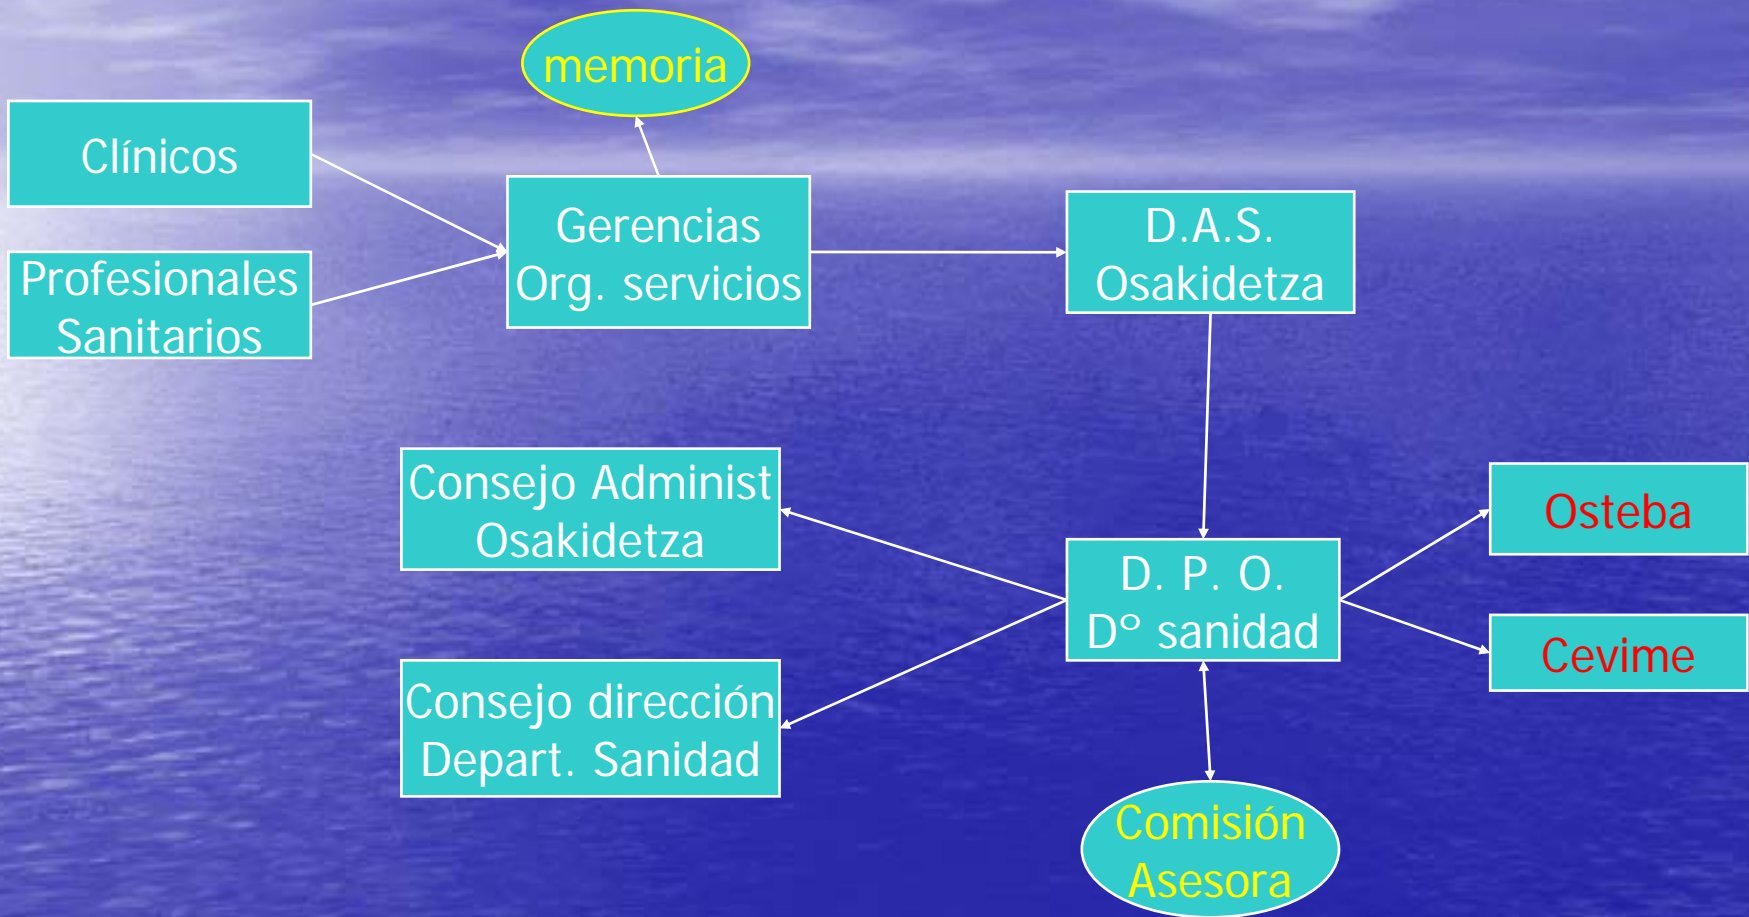 memoria
Clínicos
Profesionales
Sanitarios
Gerencias
Org. servicios
D.A.S.
Osakidetza
Consejo Administ
Osakidetza
Consejo dirección
Depart. Sanidad
D. P. O.
Dº sanidad
Osteba
Cevime
Comisión
Asesora